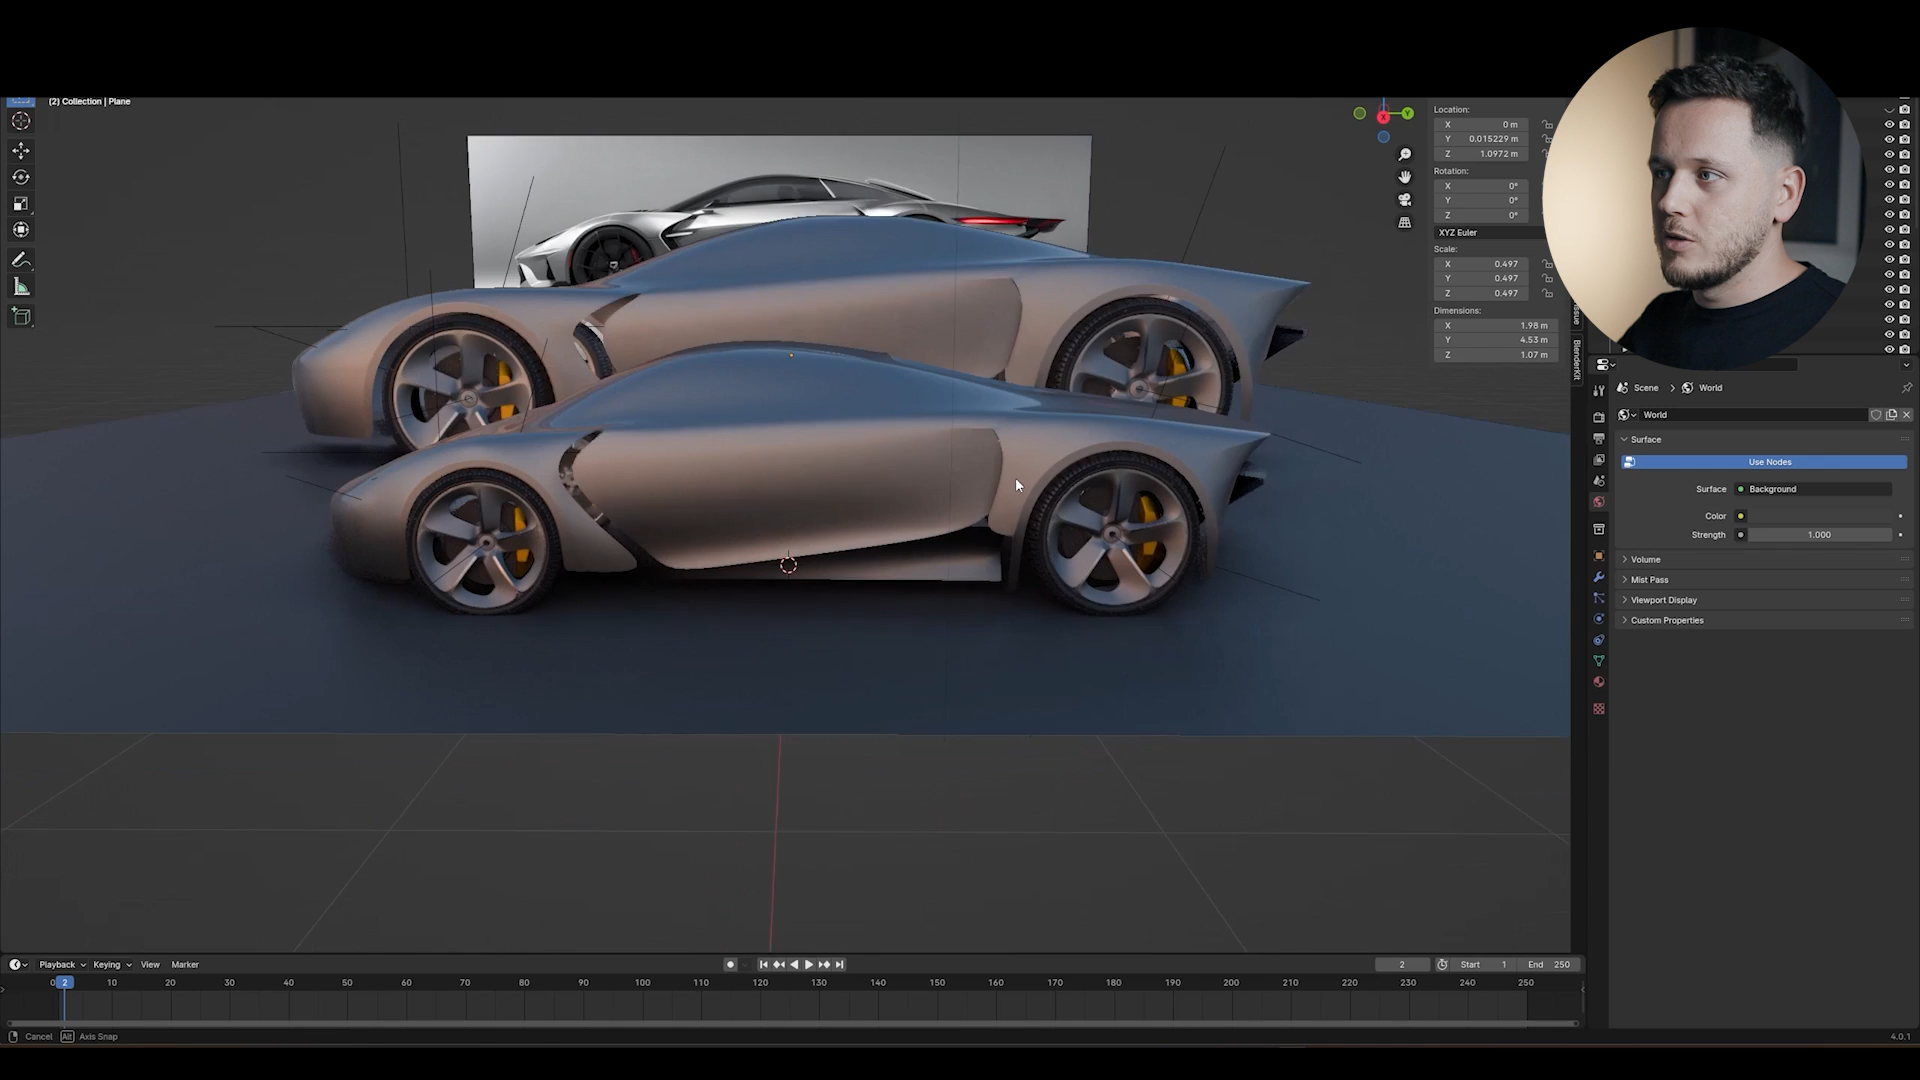 (2) Collection | Plane
Location:
X 0 m
Y 0.015229 m
Z 1.0972 m
Rotation:
X 0°
Y 0°
Z 0°
XYZ Euler
Scale:
X 0.497
Y 0.497
Z 0.497
Dimensions:
X 1.98 m
Y 4.53 m
Z 1.07 m
X
Y
BlenderKit
Scene > World
World
Surface
Use Nodes
Surface Background
Color
Strength 1.000
Volume
Mist Pass
Viewport Display
Custom Properties
Playback Keying View Marker
2 Start 1 End 250
0 2 10 20 30 40 50 60 70 80 90 100 110 120 130 140 150 160 170 180 190 200 210 220 230 240 250
Cancel Alt Axis Snap
4.0.1